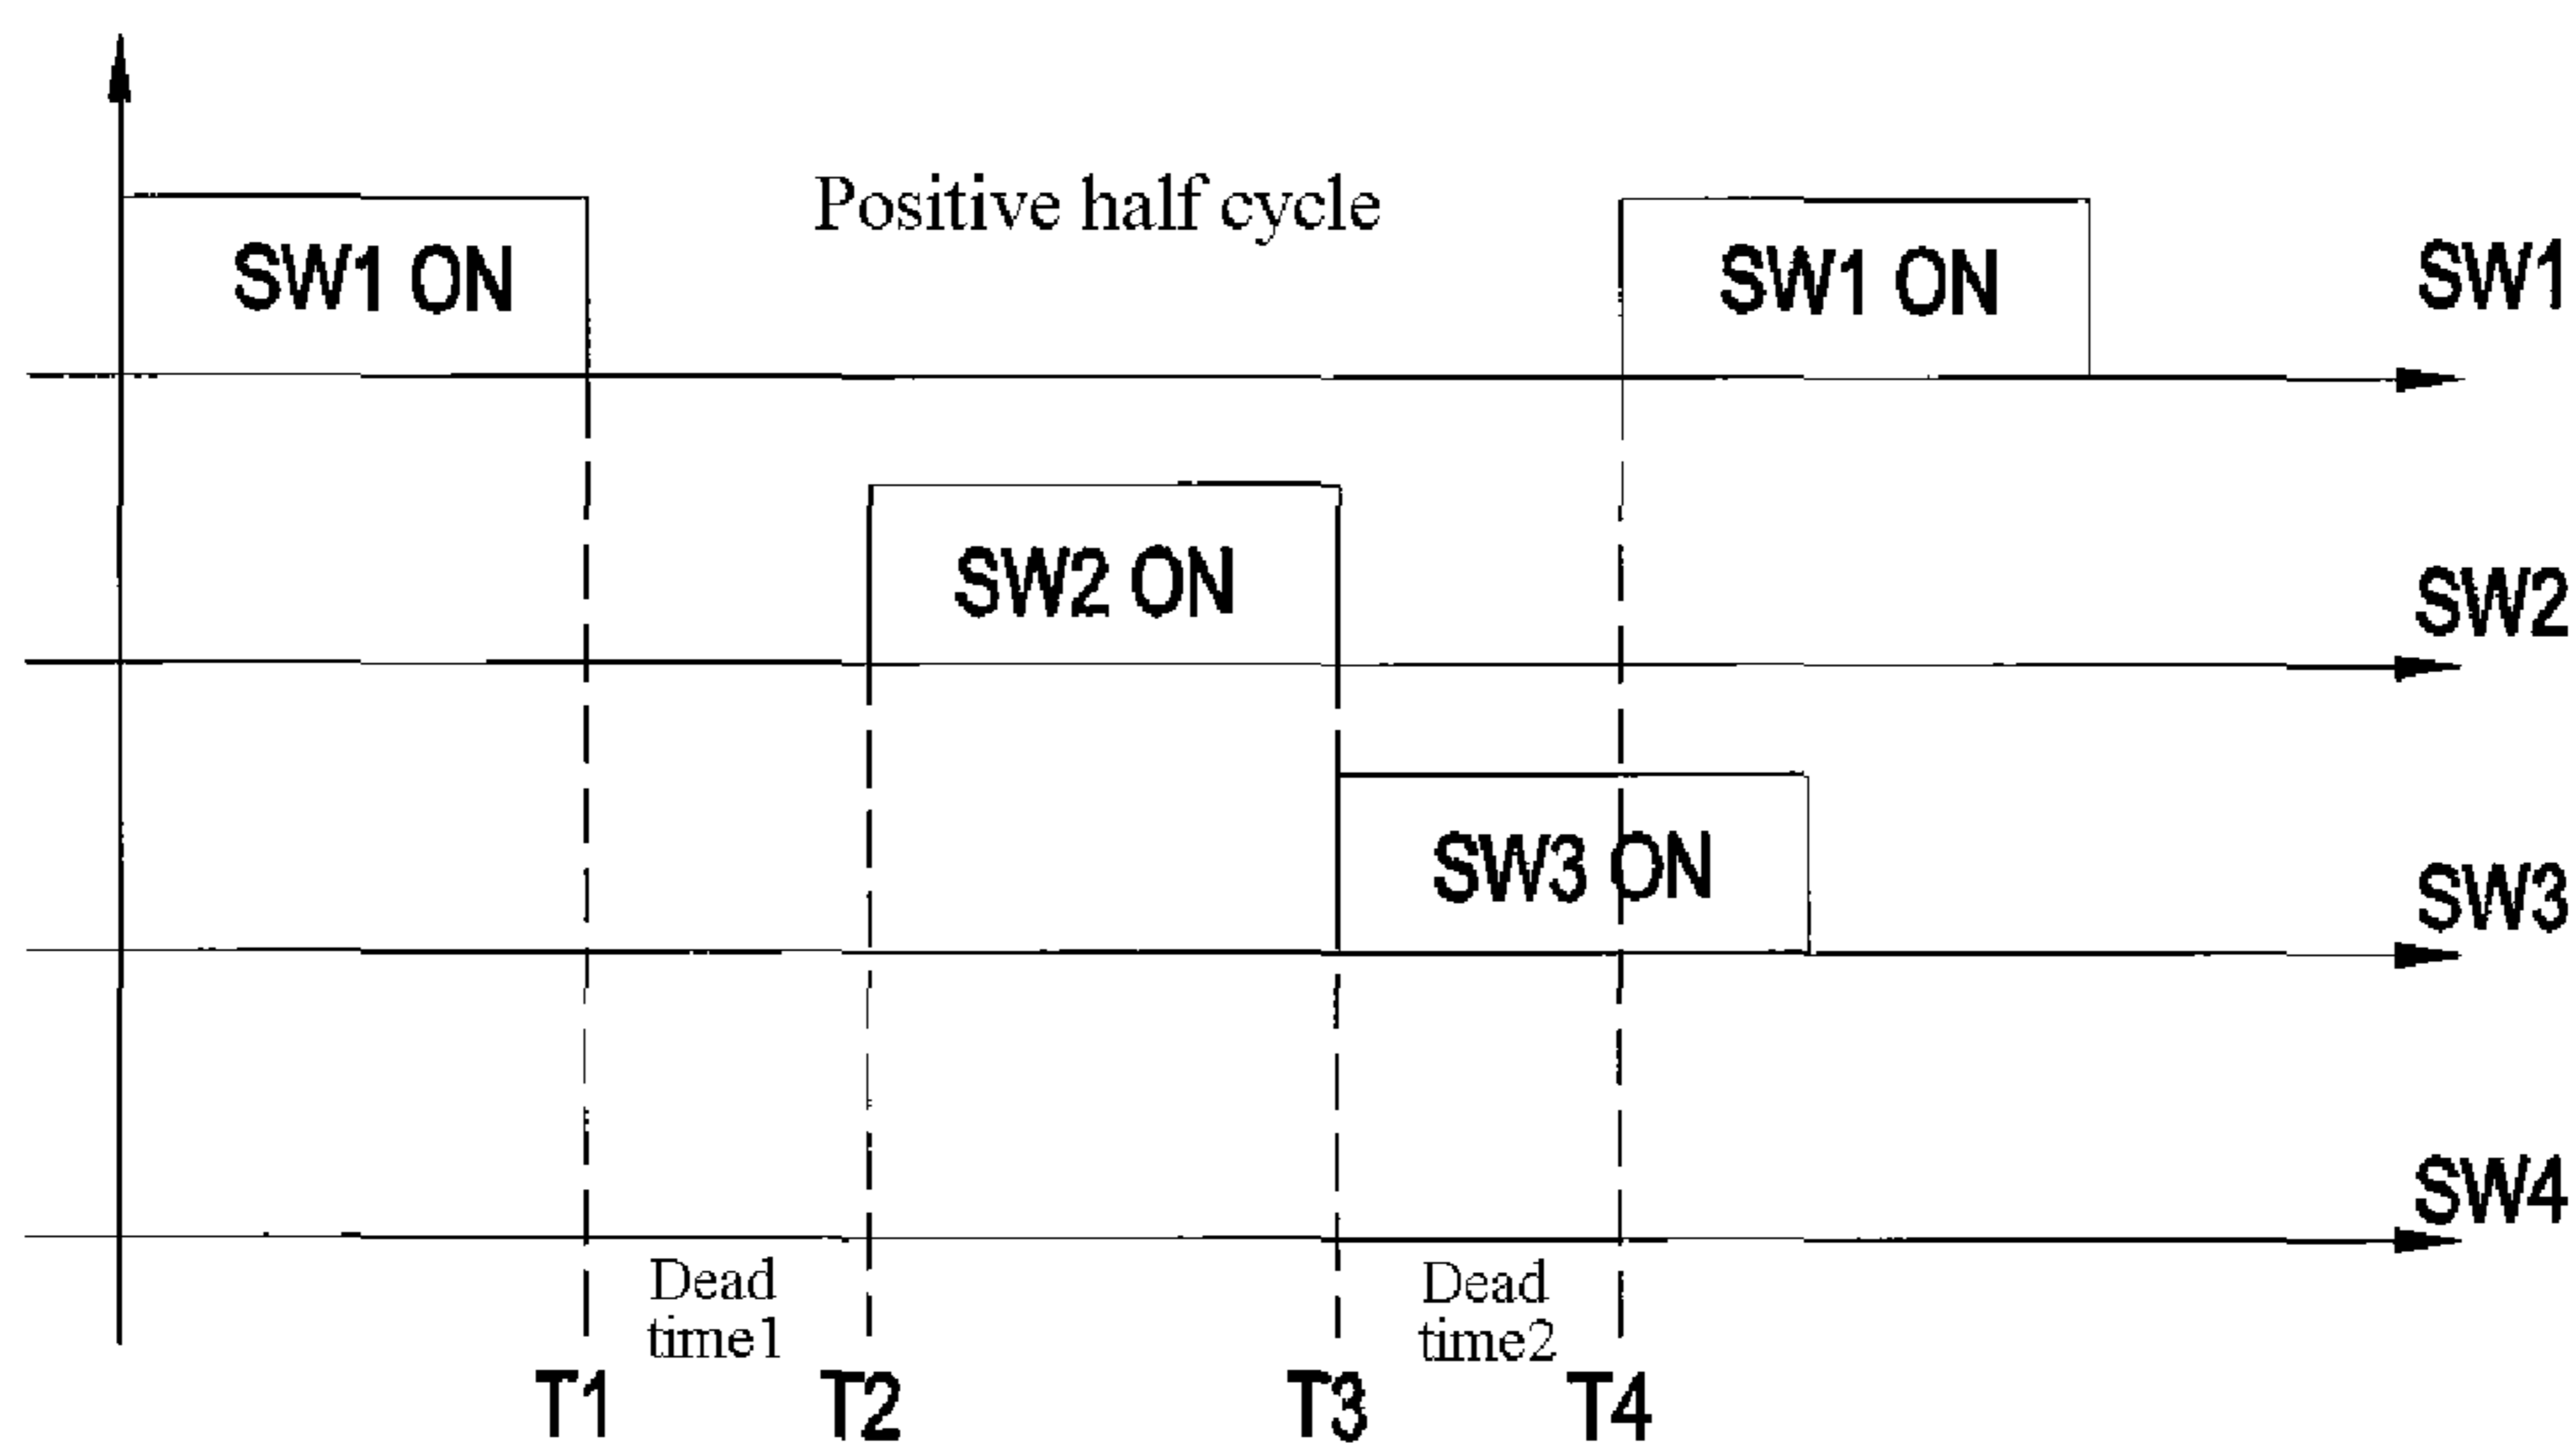 Positive half cycle
SW1 ON
SW1 ON
SW1
SW2 ON
SW2
SW3 ON
SW3
SW4
Dead
time1
Dead
time2
T1
T2
T3
T4